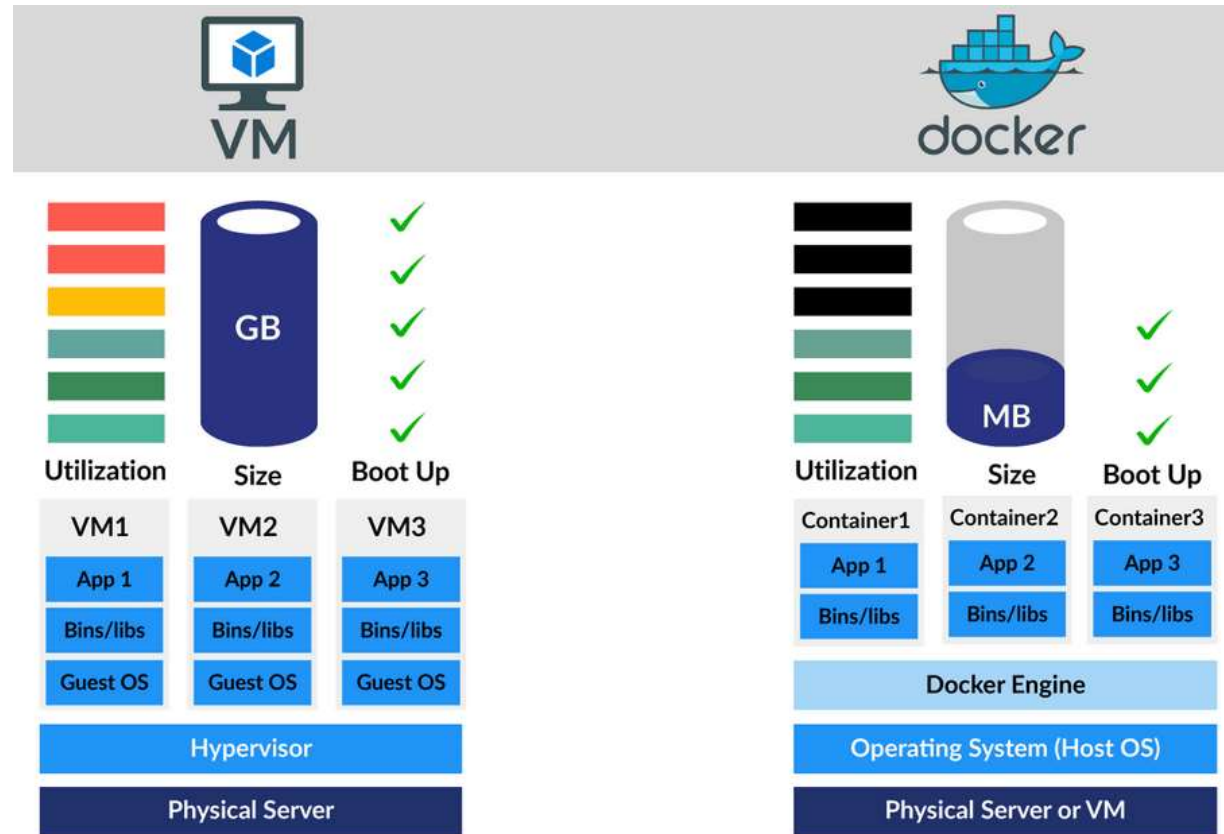 VM
docker
GB
MB
Utilization
Size
Boot Up
Utilization
Size
Boot Up
VM1
VM2
VM3
Container1
Container2
Container3
App 1
App 2
App 3
App 1
App 2
App 3
Bins/libs
Bins/libs
Bins/libs
Bins/libs
Bins/libs
Bins/libs
Guest OS
Guest OS
Guest OS
Docker Engine
Hypervisor
Operating System (Host OS)
Physical Server
Physical Server or VM